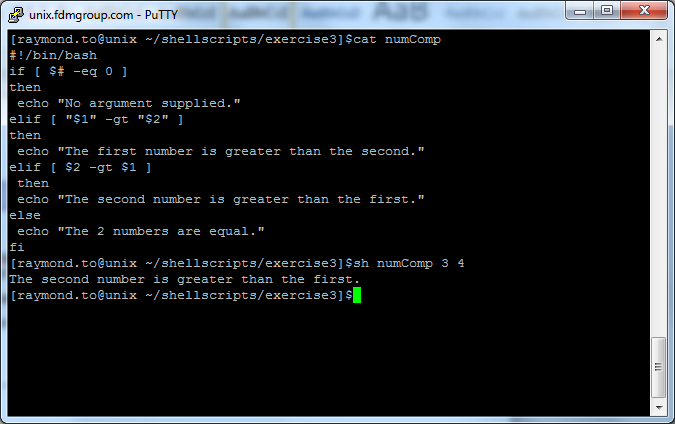 unix.fdmgroup.com - PuTTY
[raymond.to@unix ~/shellscripts/exercise3]$cat numComp
#!/bin/bash
if [ $# -eq 0 ]
then
 echo "No argument supplied."
elif [ "$1" -gt "$2" ]
then
 echo "The first number is greater than the second."
elif [ $2 -gt $1 ]
 then
 echo "The second number is greater than the first."
else
 echo "The 2 numbers are equal."
fi
[raymond.to@unix ~/shellscripts/exercise3]$sh numComp 3 4
The second number is greater than the first.
[raymond.to@unix ~/shellscripts/exercise3]$